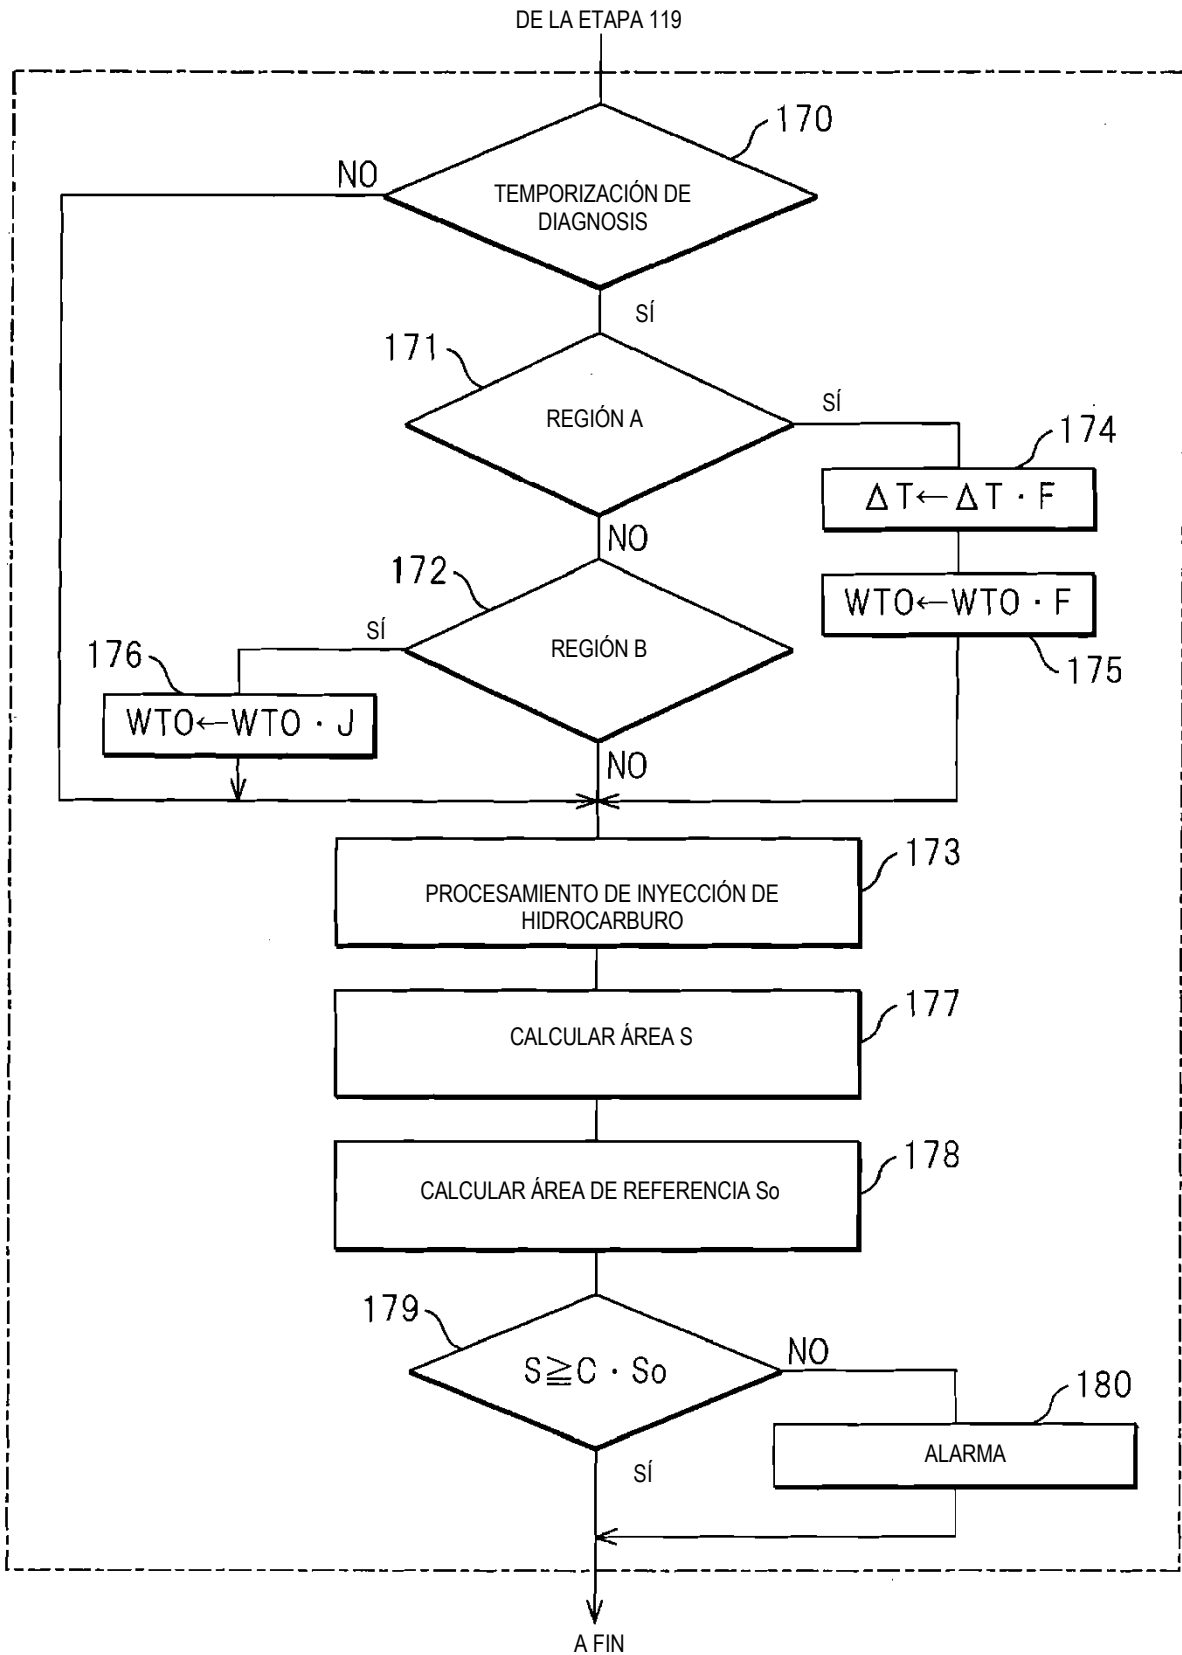 DE LA ETAPA 119
170
NO
TEMPORIZACIÓN DE
DIAGNOSIS
SÍ
171
REGIÓN A
SÍ
174
ΔT←ΔT · F
NO
172
175
WTO←WTO · F
SÍ
REGIÓN B
176
WTO←WTO · J
NO
173
PROCESAMIENTO DE INYECCIÓN DE
HIDROCARBURO
177
CALCULAR ÁREA S
178
CALCULAR ÁREA DE REFERENCIA So
179
S≧C · So
NO
180
ALARMA
SÍ
A FIN